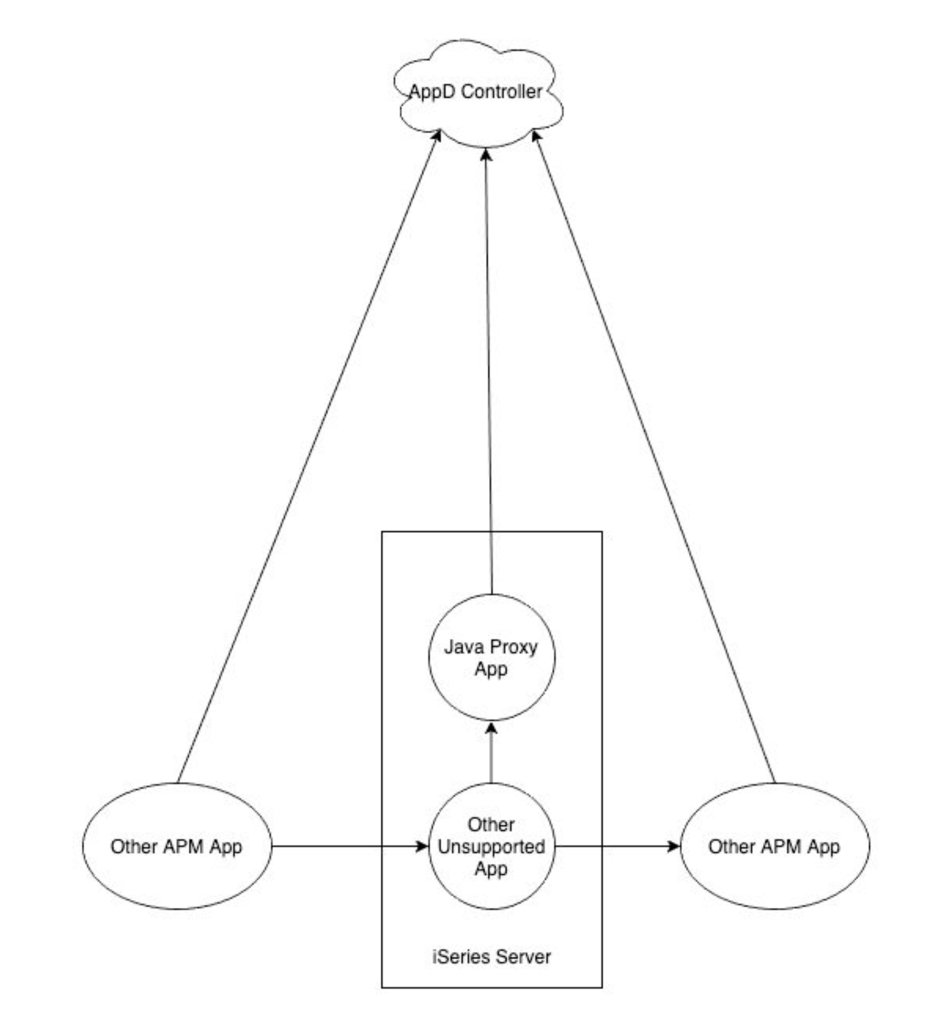 AppD Controller
Java Proxy
App
Other APM App
Other
Unsupported
App
Other APM App
iSeries Server